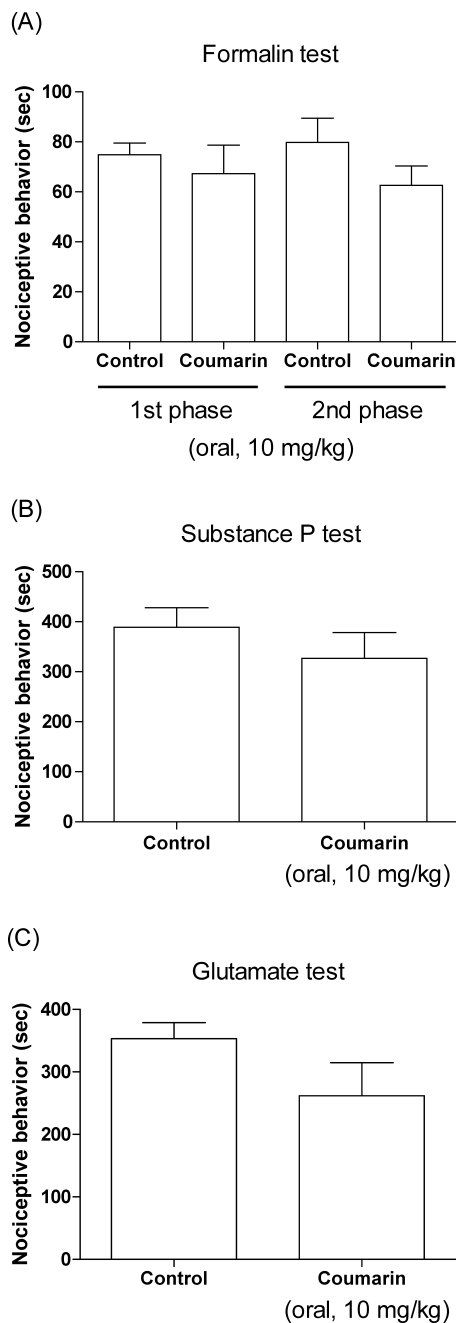 (A)
Formalin test
Nociceptive behavior (sec)
100
80
60
40
20
0
Control Coumarin Control Coumarin
1st phase 2nd phase
(oral, 10 mg/kg)
(B)
Substance P test
Nociceptive behavior (sec)
500
400
300
200
100
0
Control Coumarin
(oral, 10 mg/kg)
(C)
Glutamate test
Nociceptive behavior (sec)
400
300
200
100
0
Control Coumarin
(oral, 10 mg/kg)